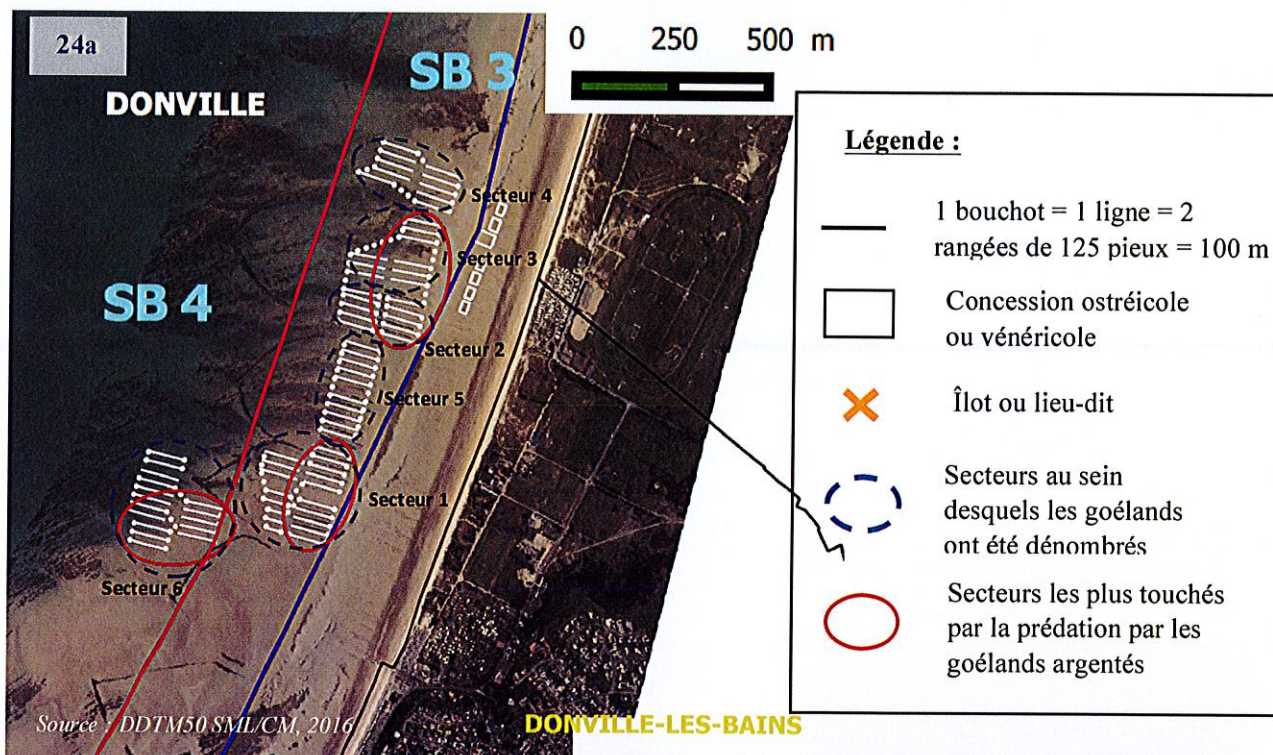 24a
0 250 500 m
SB 3
DONVILLE
Secteur 4
Secteur 3
SB 4
Secteur 2
Secteur 5
Secteur 1
Secteur 6
Source : DDTM50 SML/CM, 2016
DONVILLE-LES-BAINS
Légende :
1 bouchot = 1 ligne = 2
rangées de 125 pieux = 100 m
Concession ostréicole
ou vénéricole
Îlot ou lieu-dit
Secteurs au sein
desquels les goélands
ont été dénombrés
Secteurs les plus touchés
par la prédation par les
goélands argentés